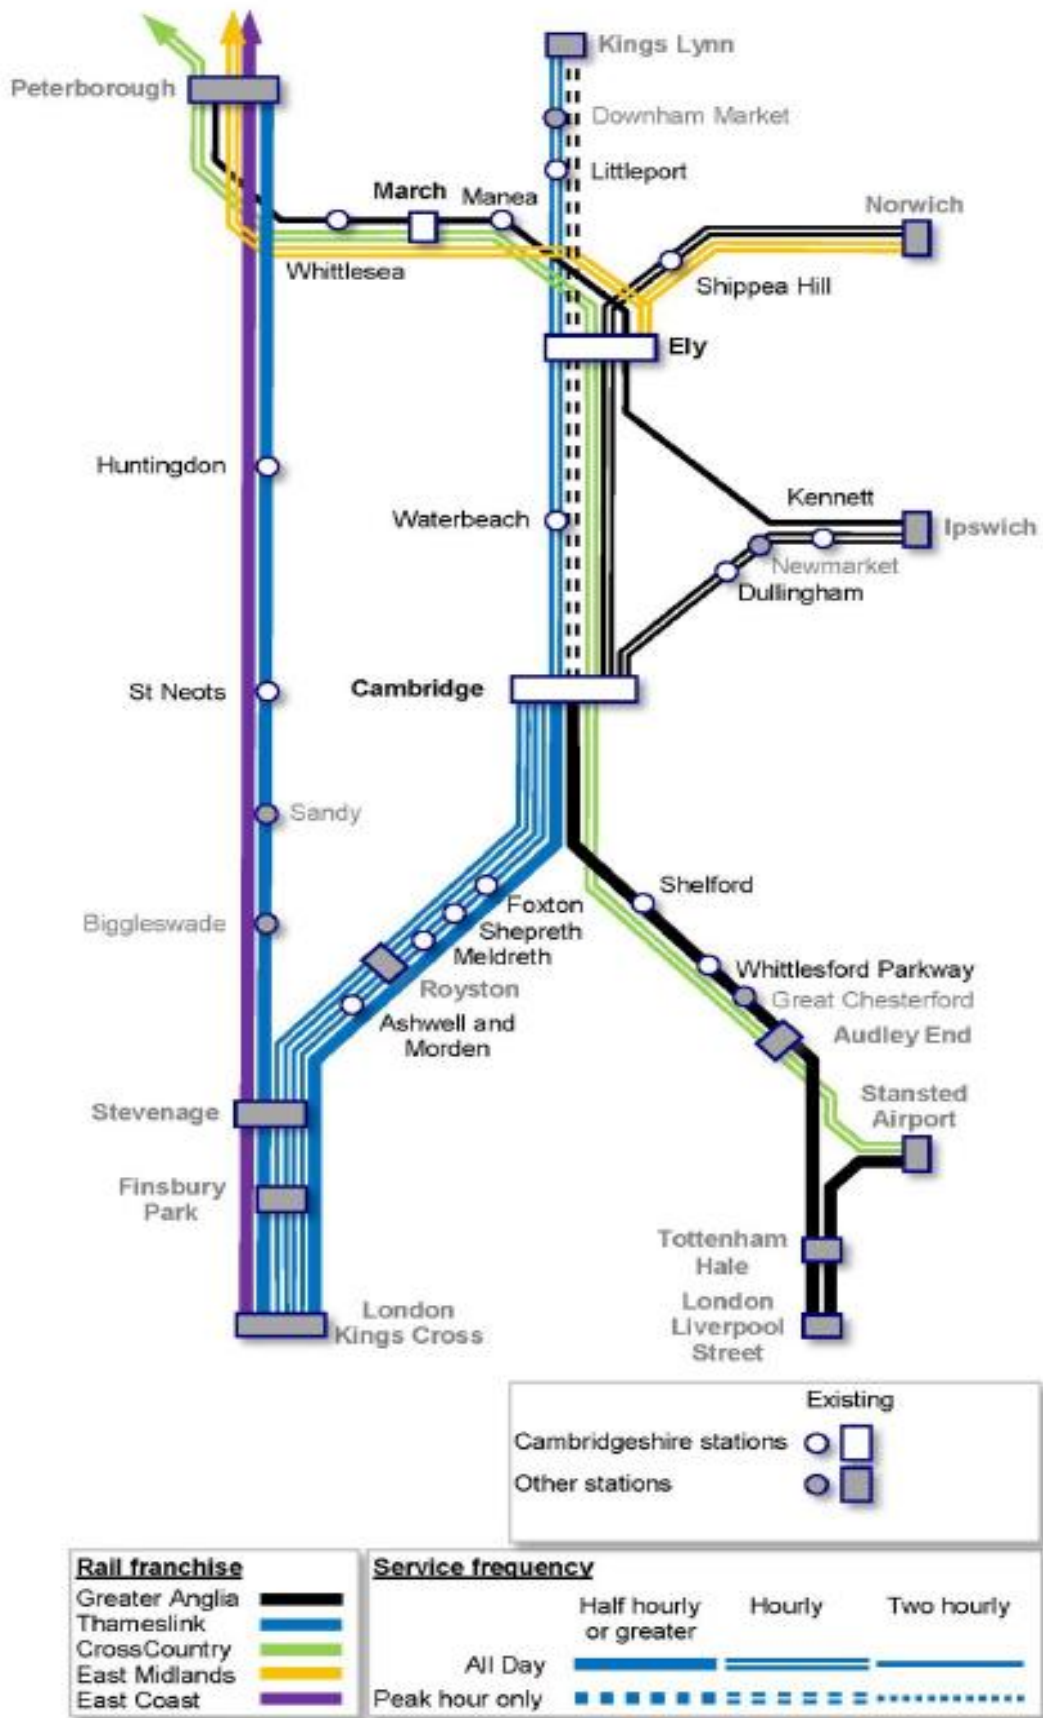 Kings Lynn
Peterborough
Downham Market
Littleport
March
Manea
Norwich
Whittlesea
Shippea Hill
Ely
Huntingdon
Kennett
Waterbeach
Ipswich
Newmarket
Dullingham
Cambridge
St Neots
Sandy
Shelford
Biggleswade
Foxton
Shepreth
Meldreth
Whittlesford Parkway
Royston
Great Chesterford
Ashwell and
Morden
Audley End
Stansted
Airport
Stevenage
Finsbury
Park
Tottenham
Hale
London
Kings Cross
London
Liverpool
Street
Existing
Cambridgeshire stations
Other stations
Rail franchise
Greater Anglia
Thameslink
CrossCountry
East Midlands
East Coast
Service frequency
Half hourly
or greater
Hourly
Two hourly
All Day
Peak hour only